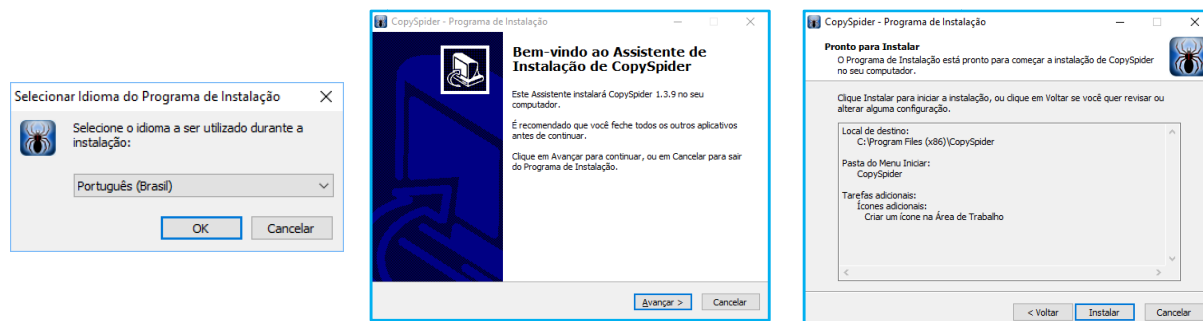 Selecionar Idioma do Programa de Instalação
Selecione o idioma a ser utilizado durante a
instalação:
Português (Brasil)
OK
Cancelar
CopySpider - Programa de Instalação
Bem-vindo ao Assistente de
Instalação de CopySpider
Este Assistente instalará CopySpider 1.3.9 no seu
computador.
É recomendado que você feche todos os outros aplicativos
antes de continuar.
Clique em Avançar para continuar, ou em Cancelar para sair
do Programa de Instalação.
Avançar >
Cancelar
CopySpider - Programa de Instalação
Pronto para Instalar
O Programa de Instalação está pronto para começar a instalação de CopySpider
no seu computador.
Clique Instalar para iniciar a instalação, ou clique em Voltar se você quer revisar ou
alterar alguma configuração.
Local de destino:
C:\Program Files (x86)\CopySpider
Pasta do Menu Iniciar:
CopySpider
Tarefas adicionais:
Ícones adicionais:
Criar um ícone na Área de Trabalho
< Voltar
Instalar
Cancelar